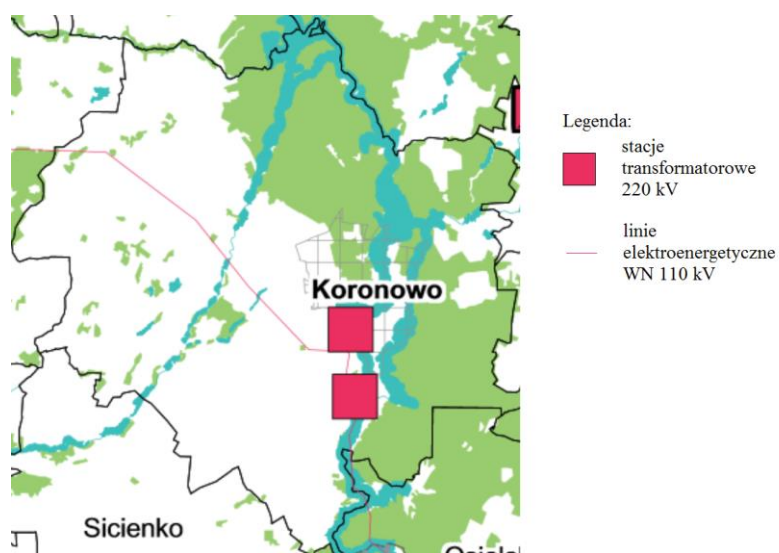 Koronowo
Sicienko
Legenda:
stacje
transformatorowe
220 kV
linie
elektroenergetyczne
WN 110 kV